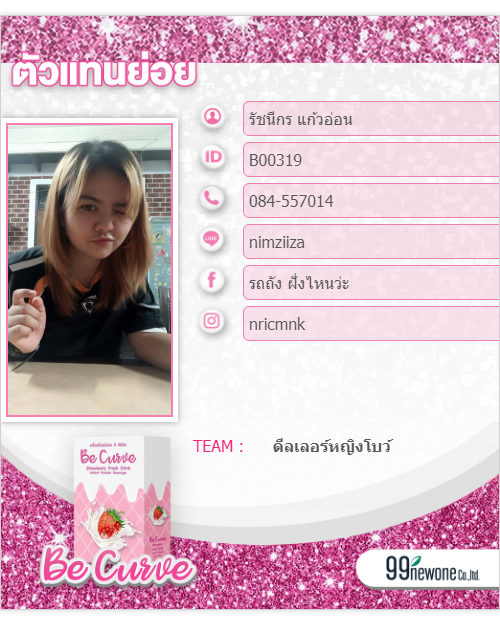 ตัวแทนย่อย
รัชนีกร แก้วอ่อน
ID B00319
084-557014
LINE nimziiza
f รถถัง ฝั่งไหนว่ะ
nricmnk
TEAM : ดีลเลอร์หญิงโบว์
Be Curve
Strawberry Fresh Drink
Be Curve
Be Curve
99newone Co.,ltd.